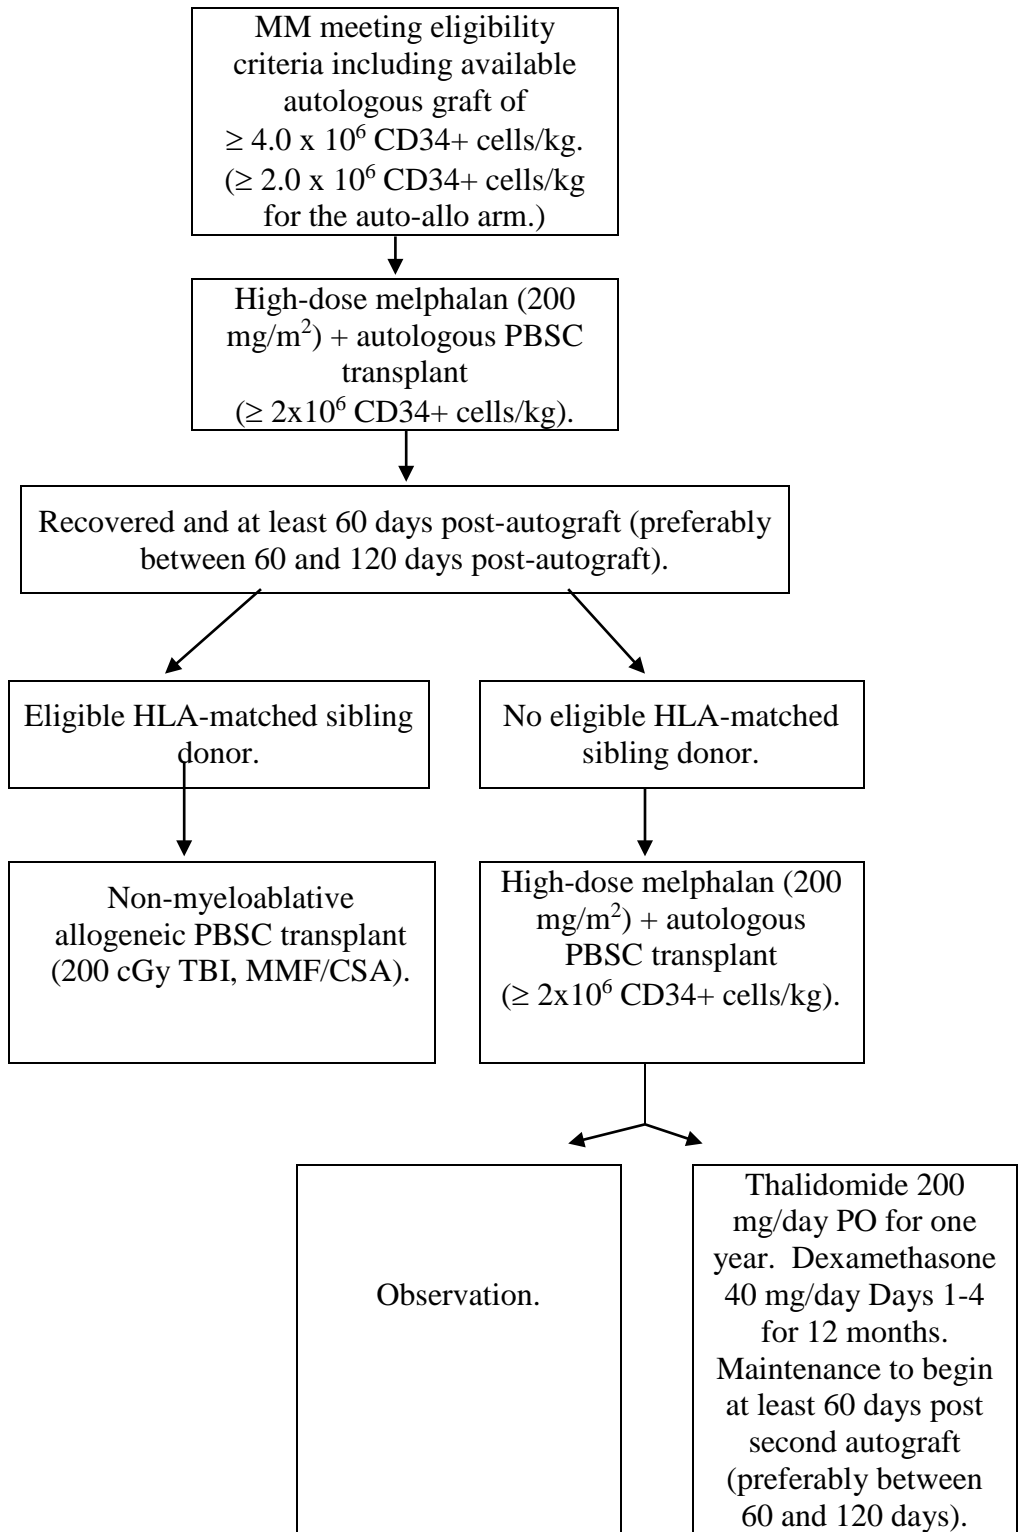 MM meeting eligibility
criteria including available
autologous graft of
≥ 4.0 x 10⁶ CD34+ cells/kg.
(≥ 2.0 x 10⁶ CD34+ cells/kg
for the auto-allo arm.)
High-dose melphalan (200
mg/m²) + autologous PBSC
transplant
(≥ 2x10⁶ CD34+ cells/kg).
Recovered and at least 60 days post-autograft (preferably
between 60 and 120 days post-autograft).
Eligible HLA-matched sibling
donor.
No eligible HLA-matched
sibling donor.
Non-myeloablative
allogeneic PBSC transplant
(200 cGy TBI, MMF/CSA).
High-dose melphalan (200
mg/m²) + autologous
PBSC transplant
(≥ 2x10⁶ CD34+ cells/kg).
Observation.
Thalidomide 200
mg/day PO for one
year.  Dexamethasone
40 mg/day Days 1-4
for 12 months.
Maintenance to begin
at least 60 days post
second autograft
(preferably between
60 and 120 days).